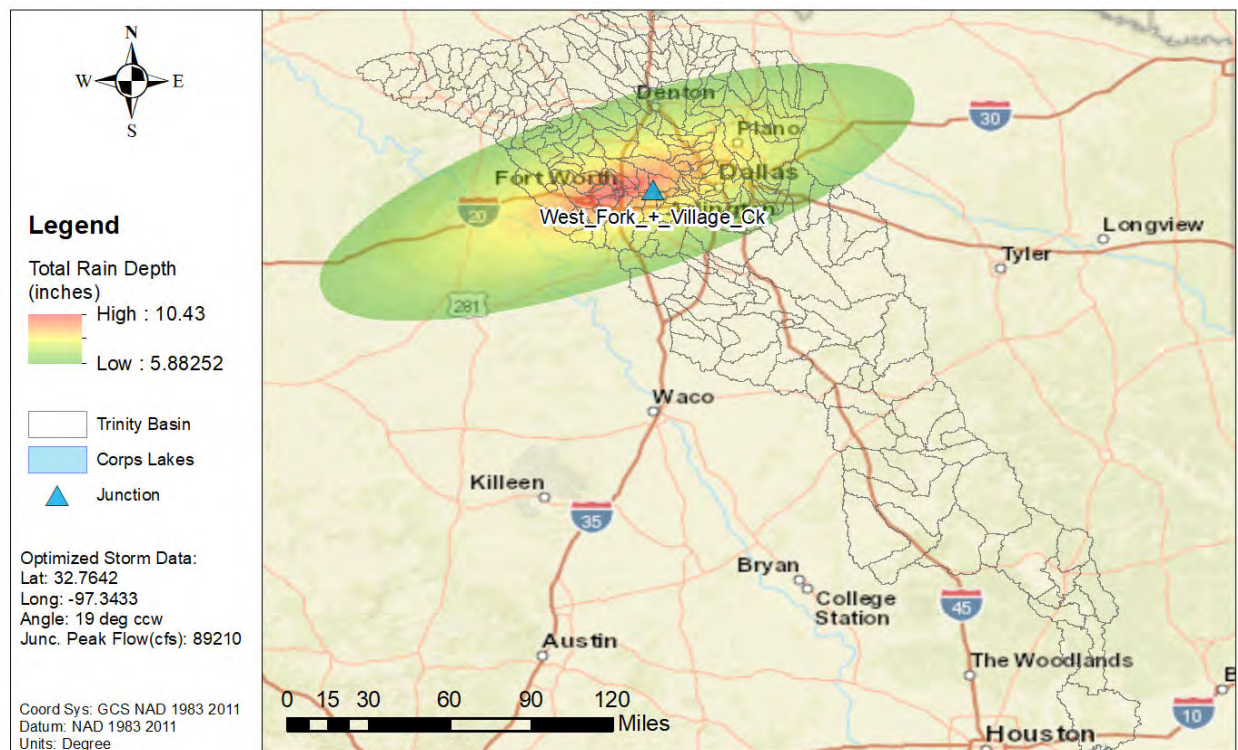 N
W E
S
Legend
Total Rain Depth
(inches)
High : 10.43
Low : 5.88252
Trinity Basin
Corps Lakes
Junction
Optimized Storm Data:
Lat: 32.7642
Long: -97.3433
Angle: 19 deg ccw
Junc. Peak Flow(cfs): 89210
Coord Sys: GCS NAD 1983 2011
Datum: NAD 1983 2011
Units: Degree
Denton
30
Plano
Fort Worth
Dallas
20
West_Fork_+_Village_Ck
Longview
Tyler
281
Waco
Killeen
35
Bryan
College
Station
45
Austin
The Woodlands
10
Houston
0 15 30 60 90 120
Miles